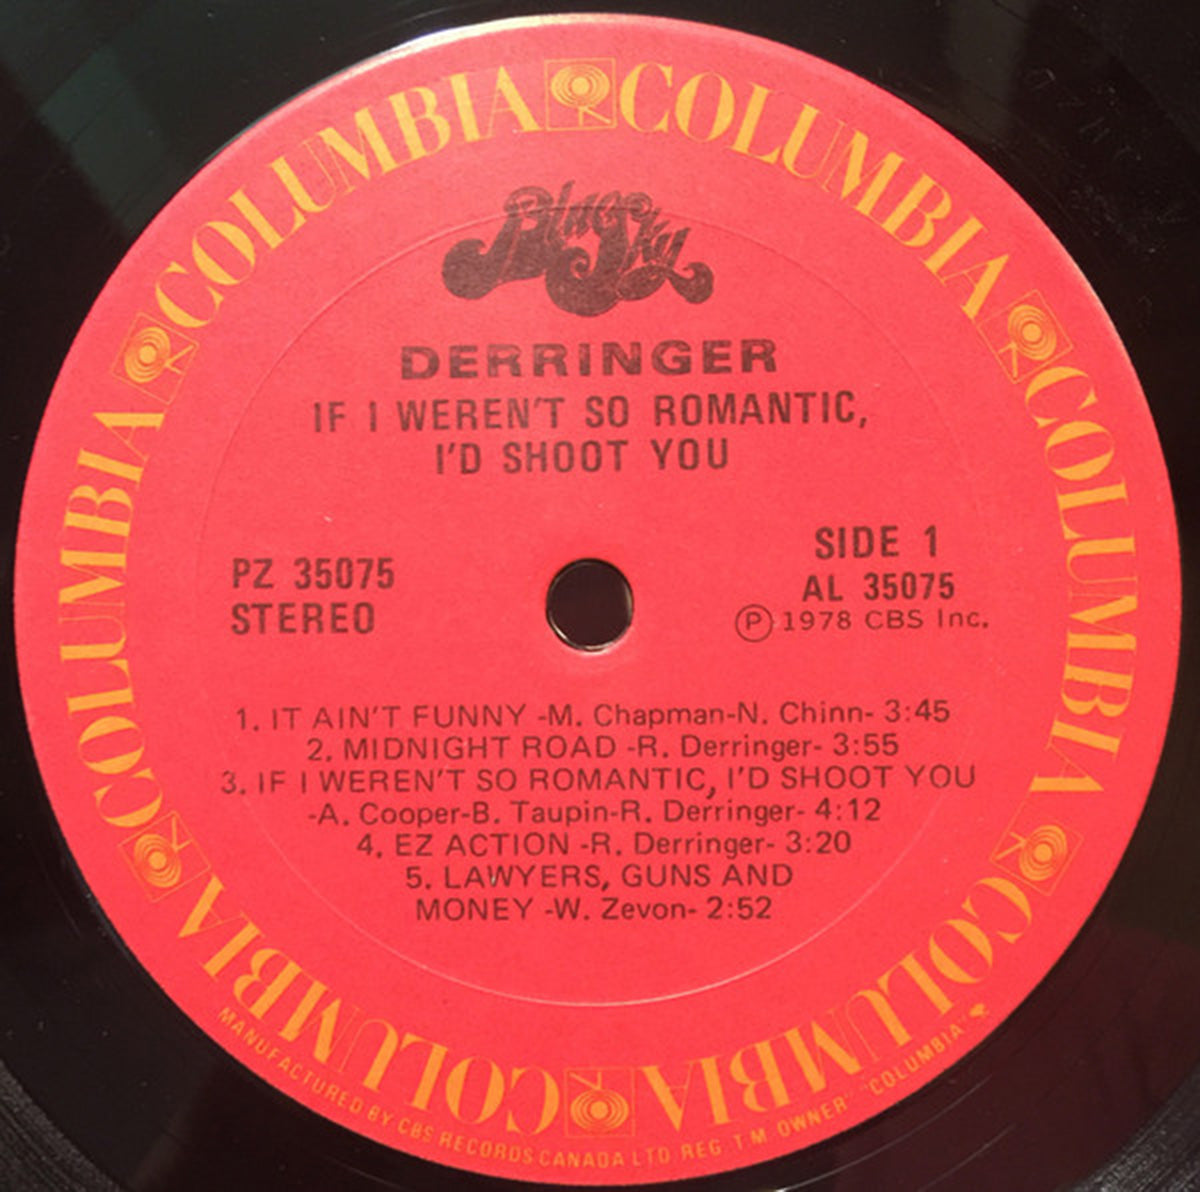 COLUMBIA COLUMBIA COLUMBIA COLUMBIA COLUMBIA COLUMBIA
Blue Sky
DERRINGER
IF I WEREN'T SO ROMANTIC,
I'D SHOOT YOU
PZ 35075
STEREO
SIDE 1
AL 35075
Ⓟ 1978 CBS Inc.
1. IT AIN'T FUNNY -M. Chapman-N. Chinn- 3:45
2. MIDNIGHT ROAD -R. Derringer- 3:55
3. IF I WEREN'T SO ROMANTIC, I'D SHOOT YOU
-A. Cooper-B. Taupin-R. Derringer- 4:12
4. EZ ACTION -R. Derringer- 3:20
5. LAWYERS, GUNS AND
MONEY -W. Zevon- 2:52
MANUFACTURED BY CBS RECORDS CANADA LTD. REG. T.M. OWNER "COLUMBIA"